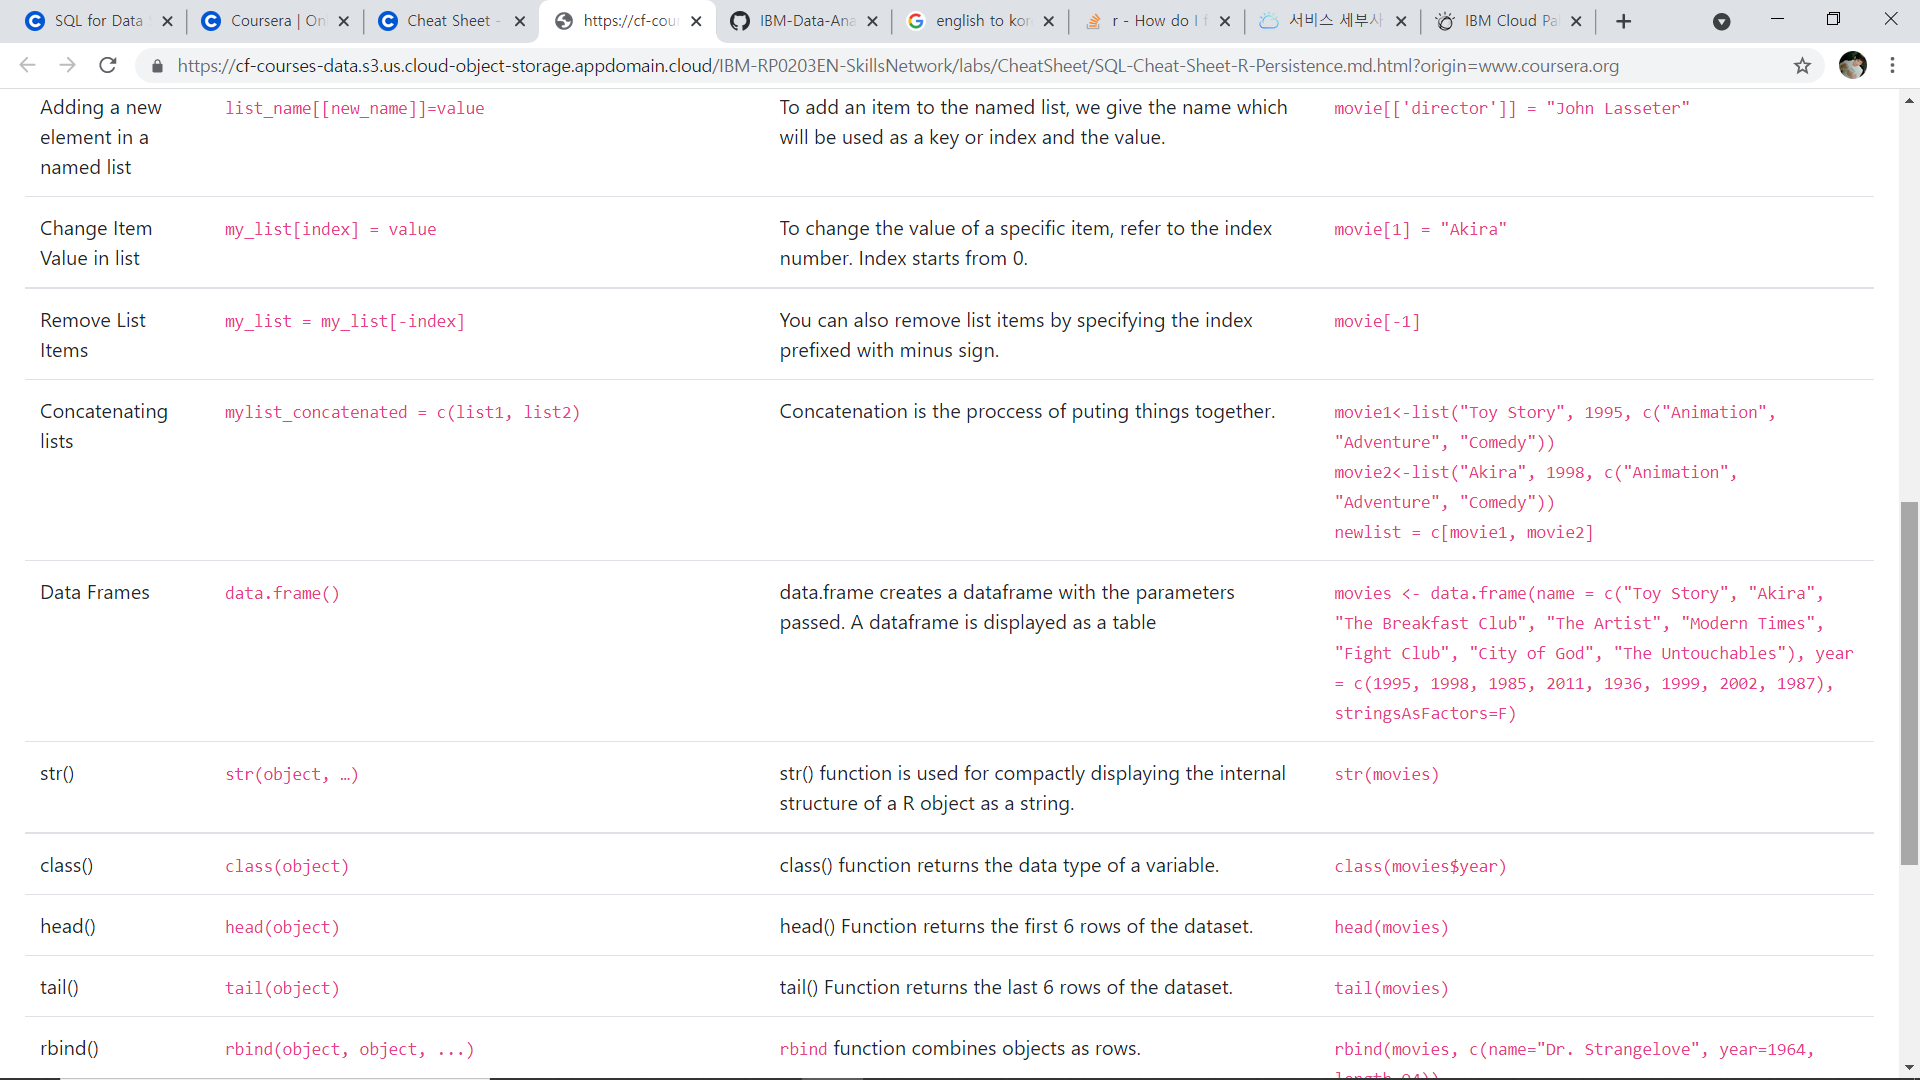 SQL for Data
Coursera | On
Cheat Sheet -
https://cf-cour
IBM-Data-Ana
english to kor
r - How do I f
서비스 세부사
IBM Cloud Pa
https://cf-courses-data.s3.us.cloud-object-storage.appdomain.cloud/IBM-RP0203EN-SkillsNetwork/labs/CheatSheet/SQL-Cheat-Sheet-R-Persistence.md.html?origin=www.coursera.org
Adding a new
element in a
named list
list_name[[new_name]]=value
To add an item to the named list, we give the name which
will be used as a key or index and the value.
movie[['director']] = "John Lasseter"
Change Item
Value in list
my_list[index] = value
To change the value of a specific item, refer to the index
number. Index starts from 0.
movie[1] = "Akira"
Remove List
Items
my_list = my_list[-index]
You can also remove list items by specifying the index
prefixed with minus sign.
movie[-1]
Concatenating
lists
mylist_concatenated = c(list1, list2)
Concatenation is the proccess of puting things together.
movie1<-list("Toy Story", 1995, c("Animation",
"Adventure", "Comedy"))
movie2<-list("Akira", 1998, c("Animation",
"Adventure", "Comedy"))
newlist = c[movie1, movie2]
Data Frames
data.frame()
data.frame creates a dataframe with the parameters
passed. A dataframe is displayed as a table
movies <- data.frame(name = c("Toy Story", "Akira",
"The Breakfast Club", "The Artist", "Modern Times",
"Fight Club", "City of God", "The Untouchables"), year
= c(1995, 1998, 1985, 2011, 1936, 1999, 2002, 1987),
stringsAsFactors=F)
str()
str(object, …)
str() function is used for compactly displaying the internal
structure of a R object as a string.
str(movies)
class()
class(object)
class() function returns the data type of a variable.
class(movies$year)
head()
head(object)
head() Function returns the first 6 rows of the dataset.
head(movies)
tail()
tail(object)
tail() Function returns the last 6 rows of the dataset.
tail(movies)
rbind()
rbind(object, object, ...)
rbind function combines objects as rows.
rbind(movies, c(name="Dr. Strangelove", year=1964,